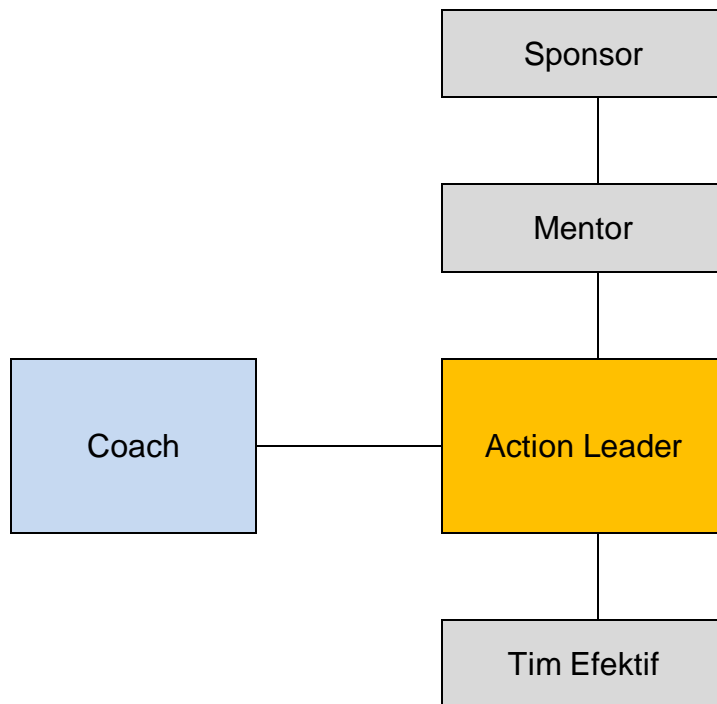 Sponsor
Mentor
Coach
Action Leader
Tim Efektif